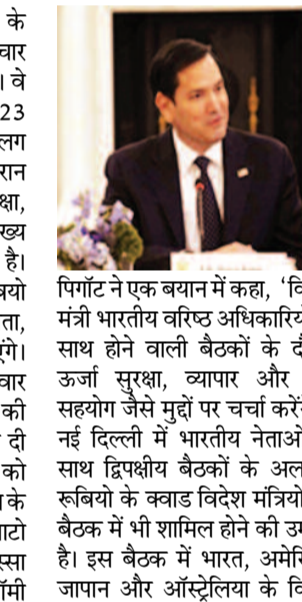 के
वार
। वे
23
लग
रान
क्षा,
ख्य
है।
ता,
एंगे।
वार
की
दी
को
के
ाटो
स्सा
ॉमी
पिगॉट ने एक बयान में कहा, 'वि
मंत्री भारतीय वरिष्ठ अधिकारियो
साथ होने वाली बैठकों के दौ
ऊर्जा सुरक्षा, व्यापार और
सहयोग जैसे मुद्दों पर चर्चा करें
नई दिल्ली में भारतीय नेताओ
साथ द्विपक्षीय बैठकों के अल
रूबियो के क्वाड विदेश मंत्रियो
बैठक में भी शामिल होने की उम
है। इस बैठक में भारत, अमेरि
जापान और ऑस्ट्रेलिया के वि